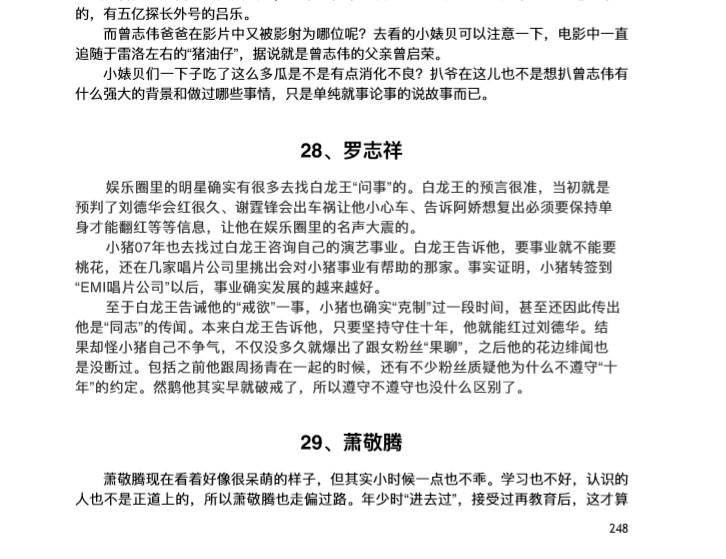 的，有五亿探长外号的吕乐。
而曾志伟爸爸在影片中又被影射为哪位呢？去看的小婊贝可以注意一下，电影中一直
追随于雷洛左右的“猪油仔”，据说就是曾志伟的父亲曾启荣。
小婊贝们一下子吃了这么多瓜是不是有点消化不良？扒爷在这儿也不是想扒曾志伟有
什么强大的背景和做过哪些事情，只是单纯就事论事的说故事而已。
28、罗志祥
娱乐圈里的明星确实有很多去找白龙王“问事”的。白龙王的预言很准，当初就是
预判了刘德华会红很久、谢霆锋会出车祸让他小心车、告诉阿娇想复出必须要保持单
身才能翻红等等信息，让他在娱乐圈里的名声大震的。
小猪07年也去找过白龙王咨询自己的演艺事业。白龙王告诉他，要事业就不能要
桃花，还在几家唱片公司里挑出会对小猪事业有帮助的那家。事实证明，小猪转签到
“EMI唱片公司”以后，事业确实发展的越来越好。
至于白龙王告诫他的“戒欲”一事，小猪也确实“克制”过一段时间，甚至还因此传出
他是“同志”的传闻。本来白龙王告诉他，只要坚持守住十年，他就能红过刘德华。结
果却怪小猪自己不争气，不仅没多久就爆出了跟女粉丝“果聊”，之后他的花边绯闻也
是没断过。包括之前他跟周扬青在一起的时候，还有不少粉丝质疑他为什么不遵守“十
年”的约定。然鹅他其实早就破戒了，所以遵守不遵守也没什么区别了。
29、萧敬腾
萧敬腾现在看着好像很呆萌的样子，但其实小时候一点也不乖。学习也不好，认识的
人也不是正道上的，所以萧敬腾也走偏过路。年少时“进去过”，接受过再教育后，这才算
248